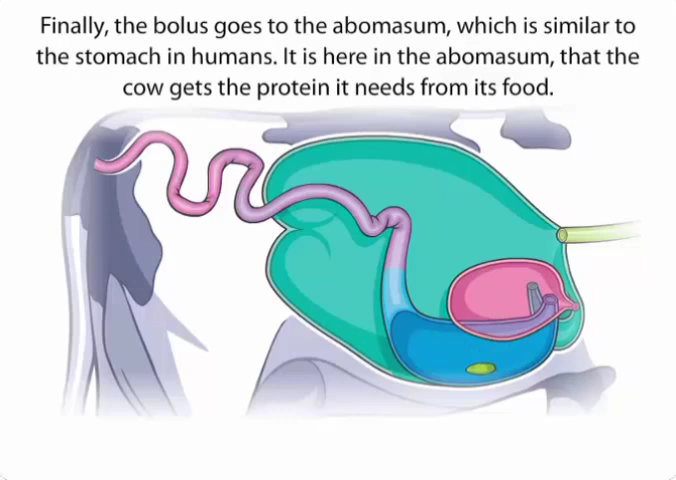 Finally, the bolus goes to the abomasum, which is similar to
the stomach in humans. It is here in the abomasum, that the
cow gets the protein it needs from its food.